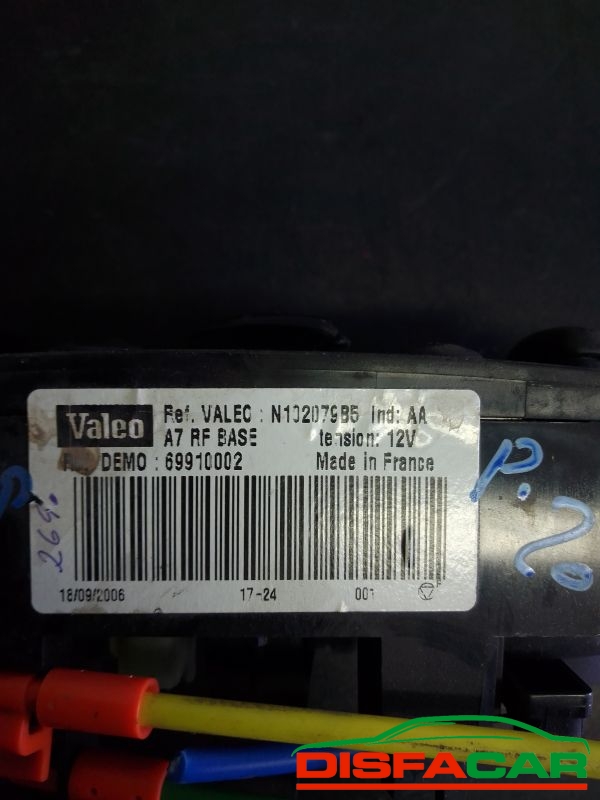 Valeo
Ref. VALEO : N102079B5 Ind: AA
A7 RF BASE tension: 12V
DEMO : 69910002 Made in France
18/09/2006 17-24 001
269.
P.20
DISFACAR